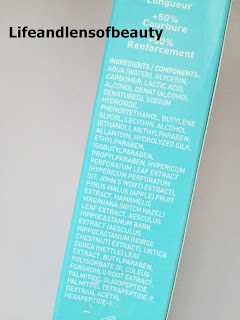 Lifeandlensofbeauty
Longueur
+50%
Courbure
Renforcement
INGREDIENTS / COMPONENTS:
AQUA (WATER), GLYCERIN,
CARBOMER, LACTIC ACID,
ALCOHOL DENAT (ALCOHOL
DENATURED), SODIUM
HYDROXIDE,
PHENOXYETHANOL, BUTYLENE
GLYCOL, LECITHIN, ALCOHOL
(ETHANOL), METHYLPARABEN,
ALLANTOIN, HYDROLYZED SILK,
ETHYLPARABEN,
ISOBUTYLPARABEN,
PROPYLPARABEN, HYPERICUM
PERFORATUM LEAF EXTRACT
(HYPERICUM PERFORATUM
(ST. JOHN'S WORT) EXTRACT),
PYRUS MALUS (APPLE) FRUIT
EXTRACT, HAMAMELIS
VIRGINIANA (WITCH HAZEL)
LEAF EXTRACT, AESCULUS
HIPPOCASTANUM BARK
EXTRACT (AESCULUS
HIPPOCASTANUM (HORSE
CHESTNUT) EXTRACT), URTICA
DIOICA (NETTLE) LEAF
EXTRACT, BUTYLPARABEN,
POLYSORBATE 20, COLEUS
FORSKOHLII ROOT EXTRACT,
PALMITOYL OLIGOPEPTIDE,
PALMITOYL TETRAPEPTIDE-7,
DEXTRAN, ACETYL
HEXAPEPTIDE-1